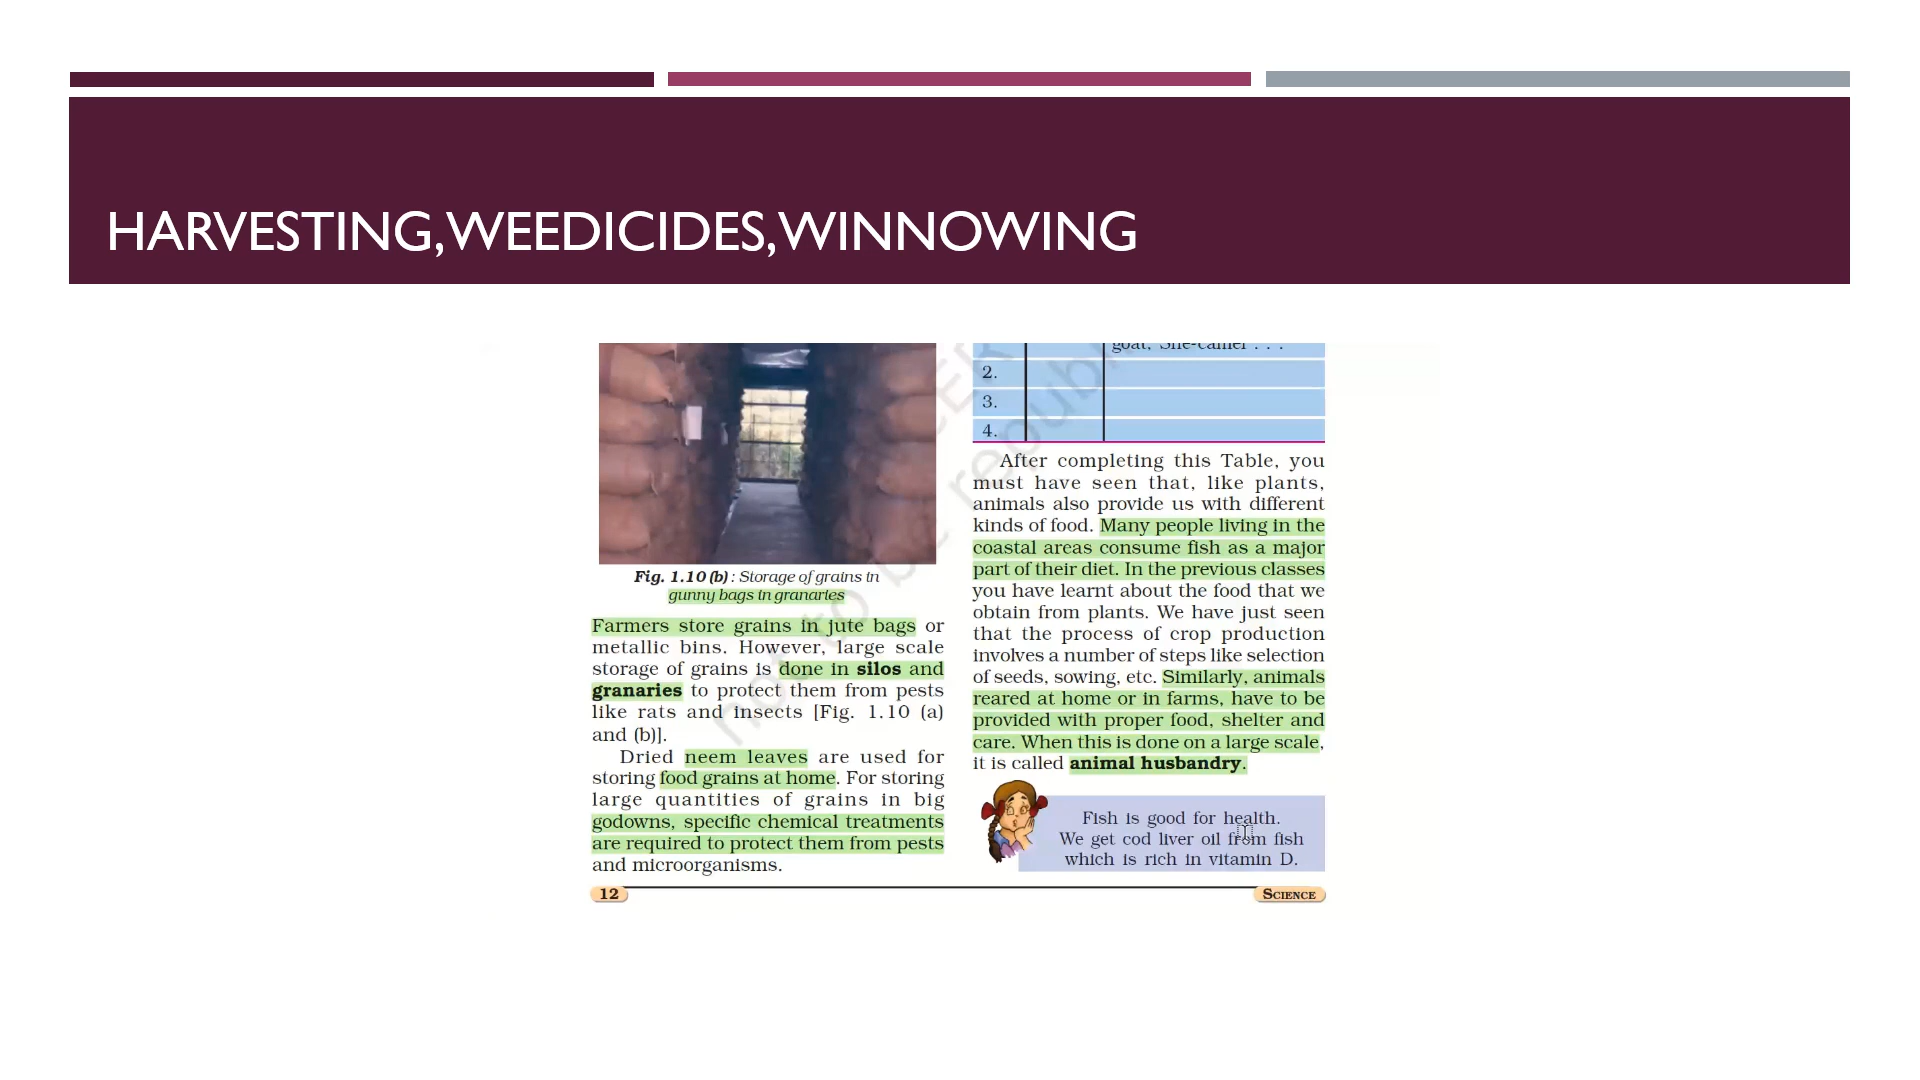 HARVESTING,WEEDICIDES,WINNOWING
Fig. 1.10 (b) : Storage of grains in
gunny bags in granaries
Farmers store grains in jute bags or
metallic bins. However, large scale
storage of grains is done in silos and
granaries to protect them from pests
like rats and insects [Fig. 1.10 (a)
and (b)].
Dried neem leaves are used for
storing food grains at home. For storing
large quantities of grains in big
godowns, specific chemical treatments
are required to protect them from pests
and microorganisms.
goat, She-camel . . .
2.
3.
4.
After completing this Table, you
must have seen that, like plants,
animals also provide us with different
kinds of food. Many people living in the
coastal areas consume fish as a major
part of their diet. In the previous classes
you have learnt about the food that we
obtain from plants. We have just seen
that the process of crop production
involves a number of steps like selection
of seeds, sowing, etc. Similarly, animals
reared at home or in farms, have to be
provided with proper food, shelter and
care. When this is done on a large scale,
it is called animal husbandry.
Fish is good for health.
We get cod liver oil from fish
which is rich in vitamin D.
12
SCIENCE
not to be republ